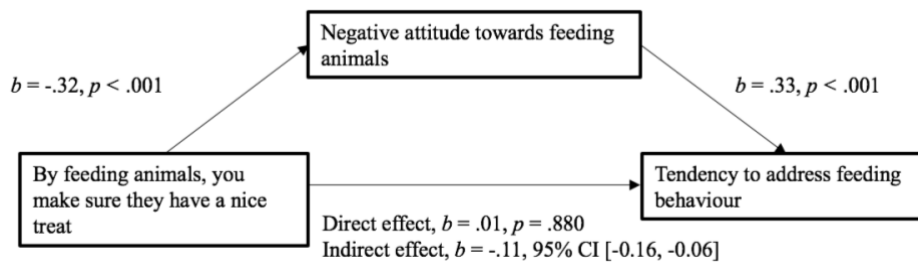 Negative attitude towards feeding
animals
b = -.32, p < .001
b = .33, p < .001
By feeding animals, you
make sure they have a nice
treat
Tendency to address feeding
behaviour
Direct effect, b = .01, p = .880
Indirect effect, b = -.11, 95% CI [-0.16, -0.06]